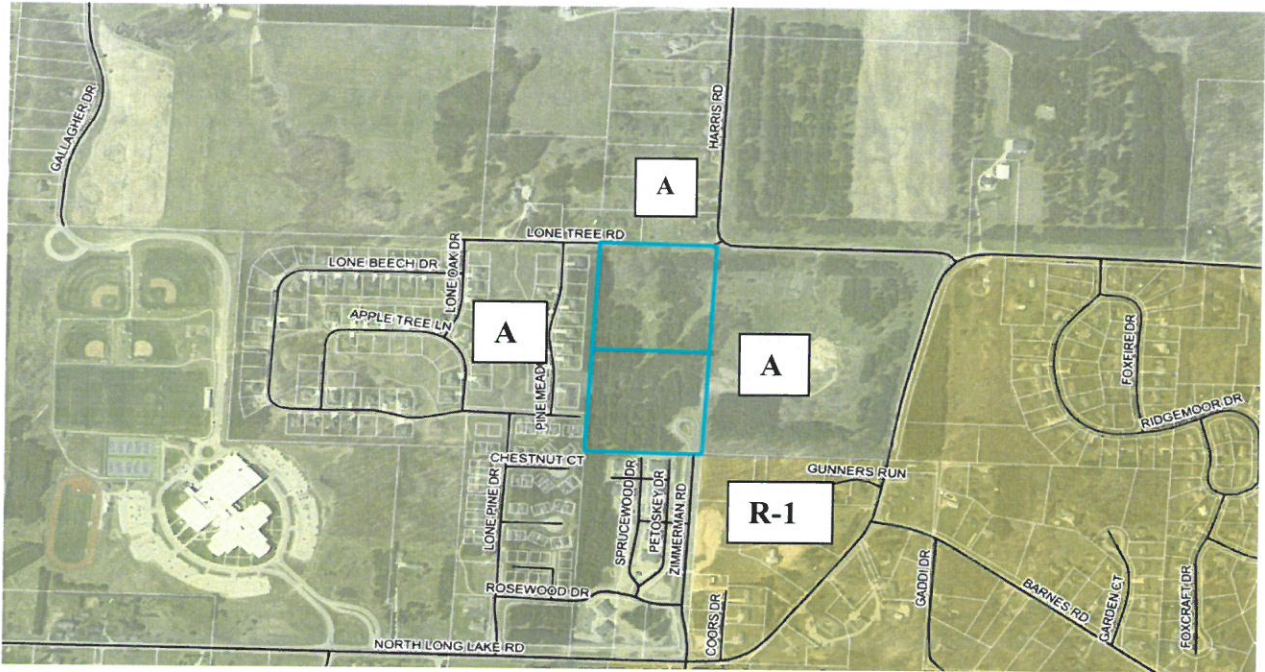 GALLAGHER DR
HARRIS RD
A
LONE TREE RD
LONE OAK DR
LONE BEECH DR
APPLE TREE LN
A
PINE MEAD
A
FOXFIRE DR
RIDGEMOOR DR
CHESTNUT CT
GUNNERS RUN
LONE PINE DR
SPRUCEWOOD DR
PETOSKEY DR
ZIMMERMAN RD
R-1
ROSEWOOD DR
COORS DR
GADDI DR
BARNES RD
GARDEN CT
FOXCRAFT DR
NORTH LONG LAKE RD